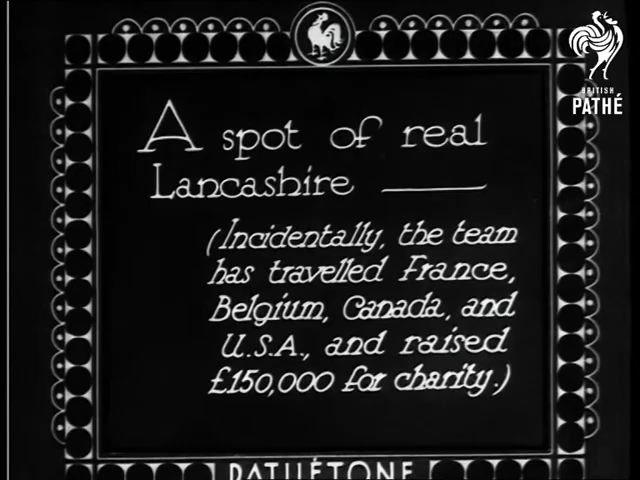 BRITISH
PATHÉ
A spot of real
Lancashire ———
(Incidentally, the team
has travelled France,
Belgium, Canada, and
U.S.A., and raised
£150,000 for charity.)
PATHÉTONE